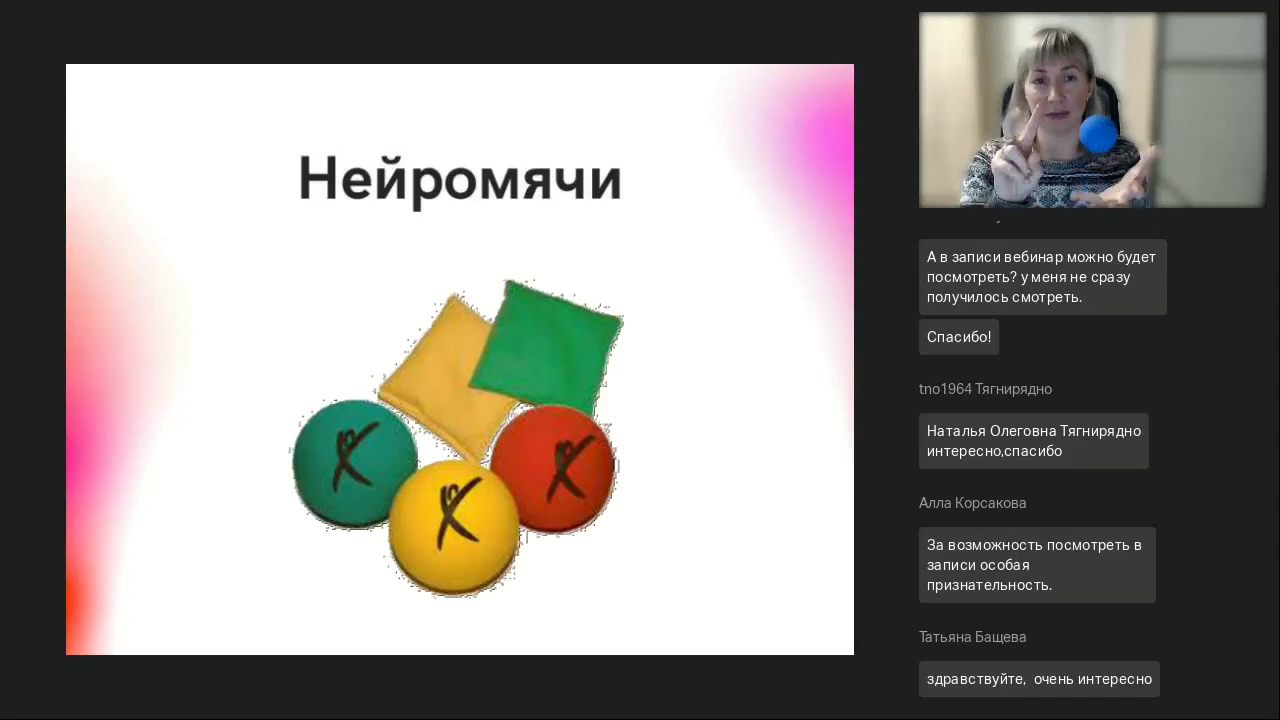 Нейромячи
А в записи вебинар можно будет
посмотреть? у меня не сразу
получилось смотреть.
Спасибо!
tno1964 Тягнирядно
Наталья Олеговна Тягнирядно
интересно,спасибо
Алла Корсакова
За возможность посмотреть в
записи особая
признательность.
Татьяна Бащева
здравствуйте,  очень интересно